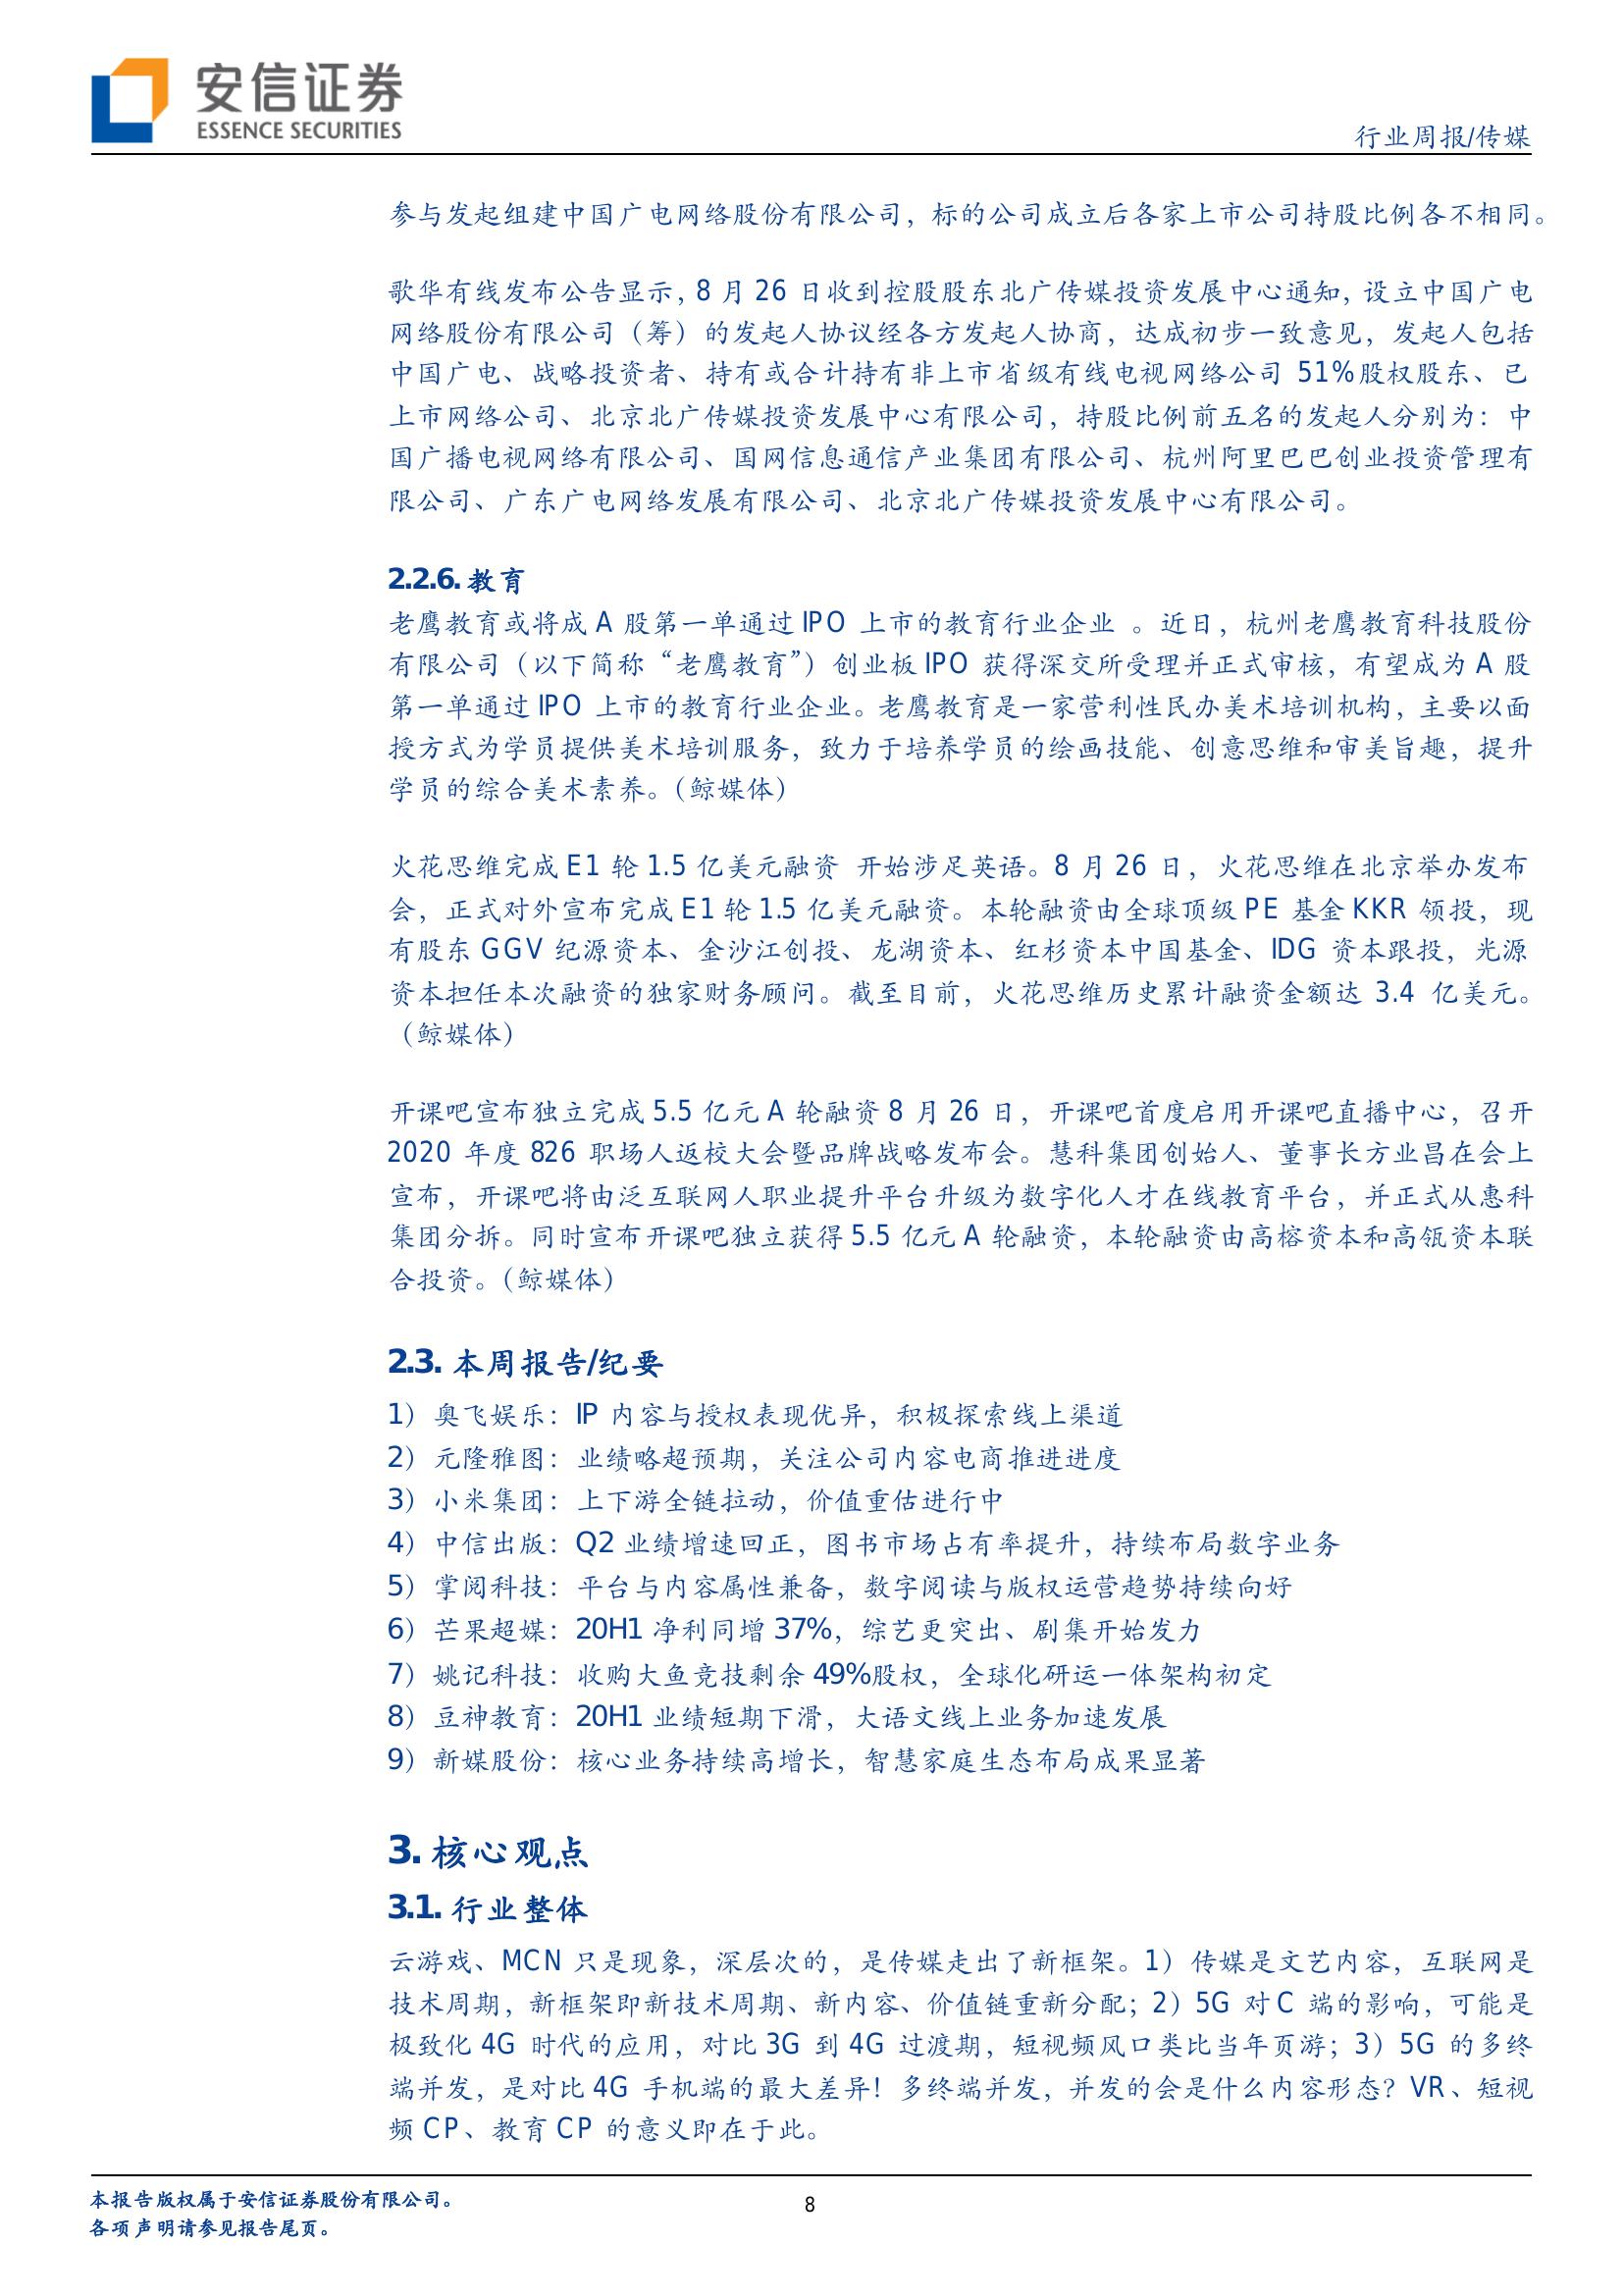 安信证券
ESSENCE SECURITIES
行业周报/传媒
参与发起组建中国广电网络股份有限公司，标的公司成立后各家上市公司持股比例各不相同。
歌华有线发布公告显示，8 月 26 日收到控股股东北广传媒投资发展中心通知，设立中国广电
网络股份有限公司（筹）的发起人协议经各方发起人协商，达成初步一致意见，发起人包括
中国广电、战略投资者、持有或合计持有非上市省级有线电视网络公司 51%股权股东、已
上市网络公司、北京北广传媒投资发展中心有限公司，持股比例前五名的发起人分别为：中
国广播电视网络有限公司、国网信息通信产业集团有限公司、杭州阿里巴巴创业投资管理有
限公司、广东广电网络发展有限公司、北京北广传媒投资发展中心有限公司。
2.2.6. 教育
老鹰教育或将成 A 股第一单通过 IPO 上市的教育行业企业 。近日，杭州老鹰教育科技股份
有限公司（以下简称“老鹰教育”）创业板 IPO 获得深交所受理并正式审核，有望成为 A 股
第一单通过 IPO 上市的教育行业企业。老鹰教育是一家营利性民办美术培训机构，主要以面
授方式为学员提供美术培训服务，致力于培养学员的绘画技能、创意思维和审美旨趣，提升
学员的综合美术素养。（鲸媒体）
火花思维完成 E1 轮 1.5 亿美元融资 开始涉足英语。8 月 26 日，火花思维在北京举办发布
会，正式对外宣布完成 E1 轮 1.5 亿美元融资。本轮融资由全球顶级 PE 基金 KKR 领投，现
有股东 GGV 纪源资本、金沙江创投、龙湖资本、红杉资本中国基金、IDG 资本跟投，光源
资本担任本次融资的独家财务顾问。截至目前，火花思维历史累计融资金额达 3.4 亿美元。
（鲸媒体）
开课吧宣布独立完成 5.5 亿元 A 轮融资 8 月 26 日，开课吧首度启用开课吧直播中心，召开
2020 年度 826 职场人返校大会暨品牌战略发布会。慧科集团创始人、董事长方业昌在会上
宣布，开课吧将由泛互联网人职业提升平台升级为数字化人才在线教育平台，并正式从惠科
集团分拆。同时宣布开课吧独立获得 5.5 亿元 A 轮融资，本轮融资由高榕资本和高瓴资本联
合投资。（鲸媒体）
2.3. 本周报告/纪要
1）奥飞娱乐：IP 内容与授权表现优异，积极探索线上渠道
2）元隆雅图：业绩略超预期，关注公司内容电商推进进度
3）小米集团：上下游全链拉动，价值重估进行中
4）中信出版：Q2 业绩增速回正，图书市场占有率提升，持续布局数字业务
5）掌阅科技：平台与内容属性兼备，数字阅读与版权运营趋势持续向好
6）芒果超媒：20H1 净利同增 37%，综艺更突出、剧集开始发力
7）姚记科技：收购大鱼竞技剩余 49%股权，全球化研运一体架构初定
8）豆神教育：20H1 业绩短期下滑，大语文线上业务加速发展
9）新媒股份：核心业务持续高增长，智慧家庭生态布局成果显著
3. 核心观点
3.1. 行业整体
云游戏、MCN 只是现象，深层次的，是传媒走出了新框架。1）传媒是文艺内容，互联网是
技术周期，新框架即新技术周期、新内容、价值链重新分配；2）5G 对 C 端的影响，可能是
极致化 4G 时代的应用，对比 3G 到 4G 过渡期，短视频风口类比当年页游；3）5G 的多终
端并发，是对比 4G 手机端的最大差异！多终端并发，并发的会是什么内容形态？VR、短视
频 CP、教育 CP 的意义即在于此。
本报告版权属于安信证券股份有限公司。
各项声明请参见报告尾页。
8